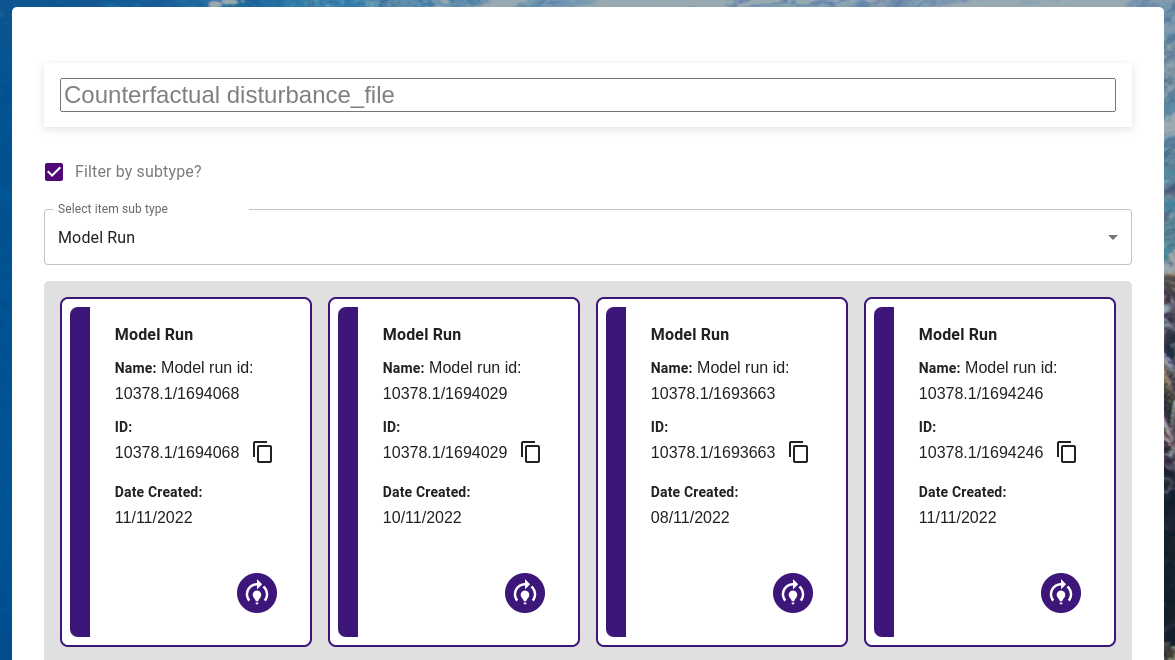 Counterfactual disturbance_file
Filter by subtype?
Select item sub type
Model Run
Model Run
Name: Model run id:
10378.1/1694068
ID:
10378.1/1694068
Date Created:
11/11/2022
Model Run
Name: Model run id:
10378.1/1694029
ID:
10378.1/1694029
Date Created:
10/11/2022
Model Run
Name: Model run id:
10378.1/1693663
ID:
10378.1/1693663
Date Created:
08/11/2022
Model Run
Name: Model run id:
10378.1/1694246
ID:
10378.1/1694246
Date Created:
11/11/2022